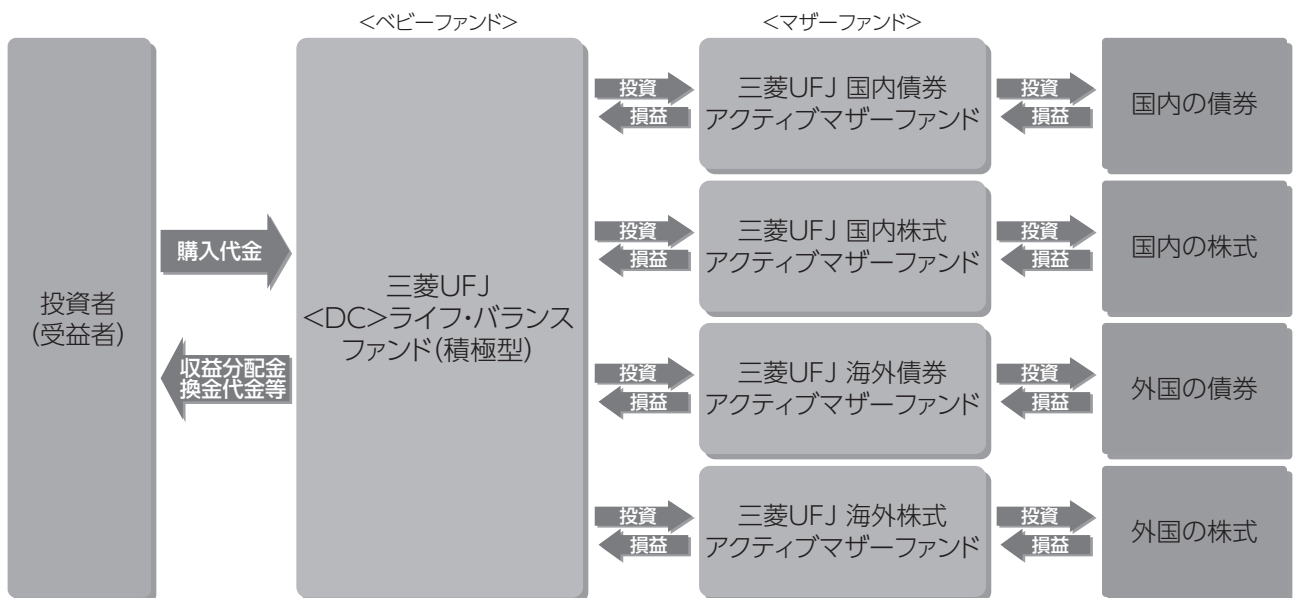 <ベビーファンド>
<マザーファンド>
投資者
(受益者)
購入代金
収益分配金
換金代金等
三菱UFJ
<DC>ライフ・バランス
ファンド(積極型)
投資
損益
三菱UFJ 国内債券
アクティブマザーファンド
投資
損益
国内の債券
投資
損益
三菱UFJ 国内株式
アクティブマザーファンド
投資
損益
国内の株式
投資
損益
三菱UFJ 海外債券
アクティブマザーファンド
投資
損益
外国の債券
投資
損益
三菱UFJ 海外株式
アクティブマザーファンド
投資
損益
外国の株式